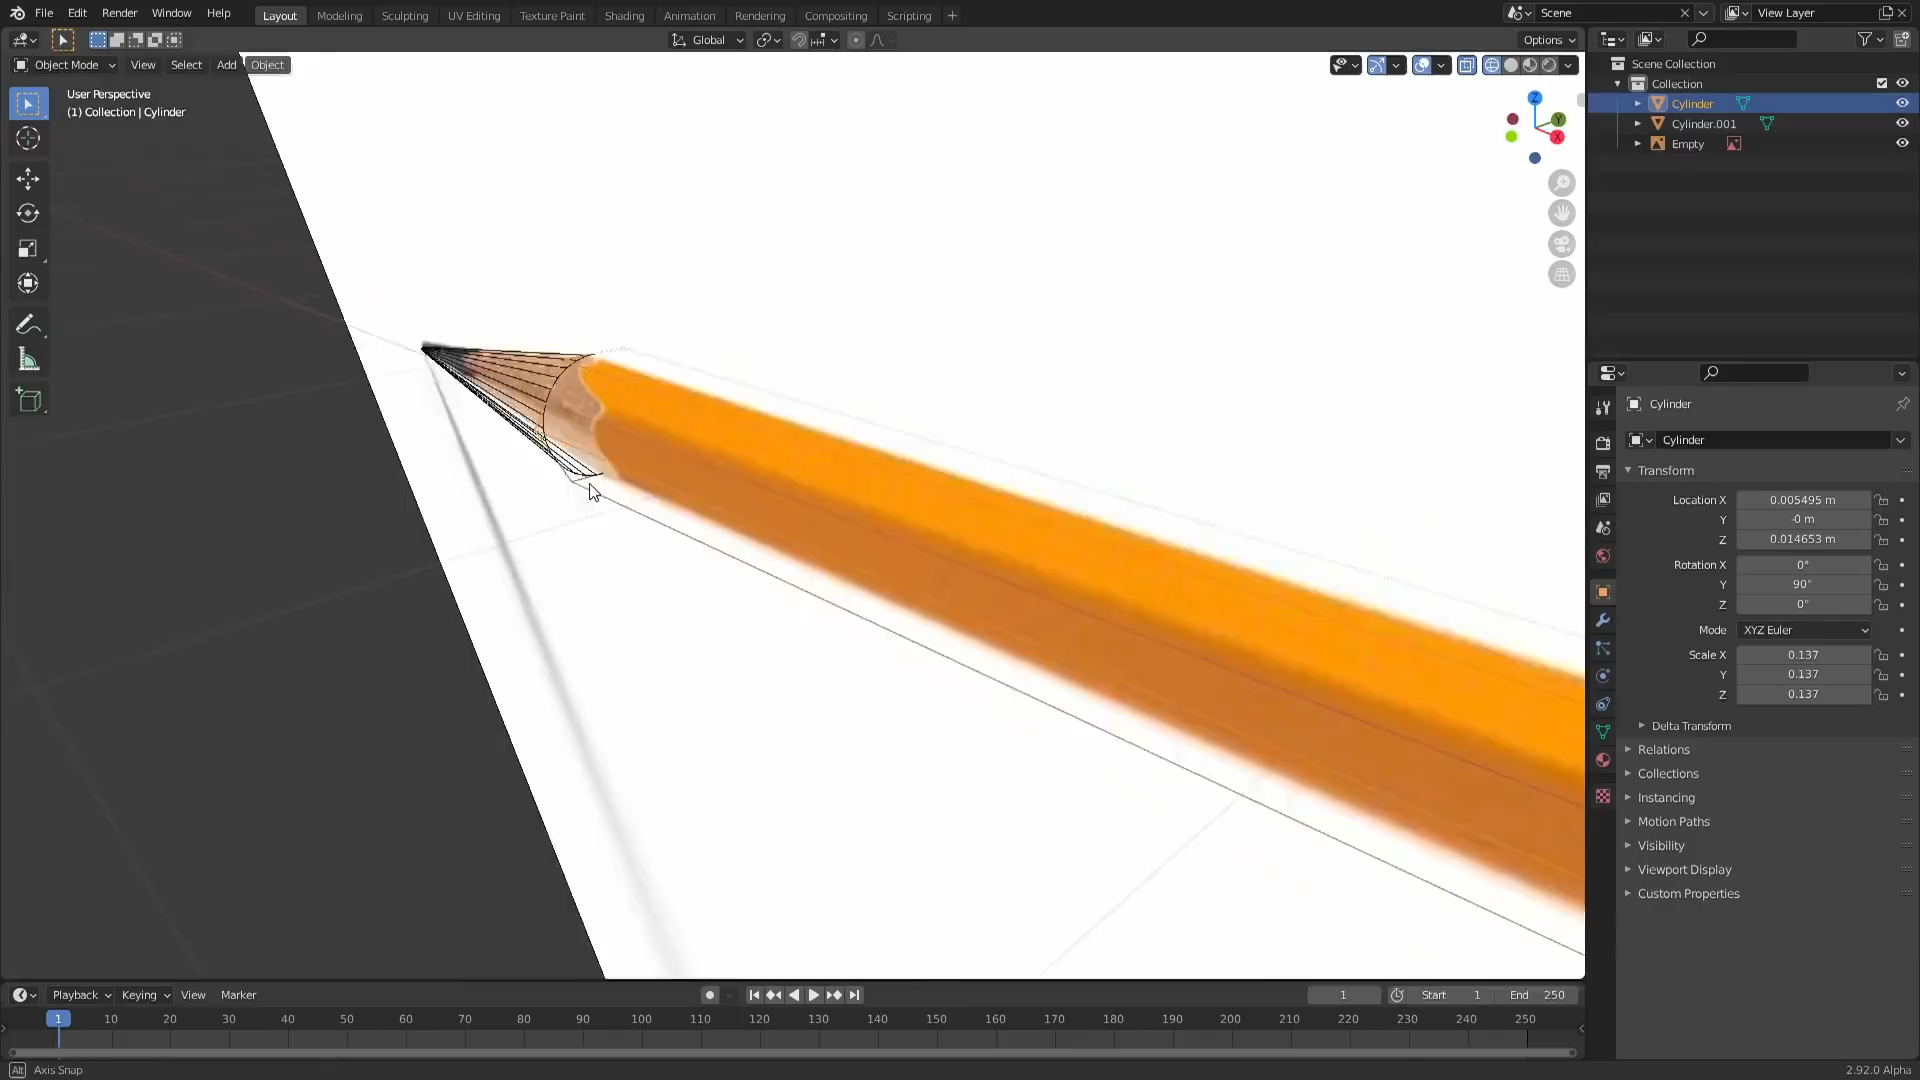 File Edit Render Window Help
Layout Modeling Sculpting UV Editing Texture Paint Shading Animation Rendering Compositing Scripting +
Scene
View Layer
Global
Options
Object Mode View Select Add Object
User Perspective
(1) Collection | Cylinder
Z
Y
X
Scene Collection
Collection
Cylinder
Cylinder.001
Empty
Cylinder
Cylinder
Transform
Location X 0.005495 m
Y -0 m
Z 0.014653 m
Rotation X 0°
Y 90°
Z 0°
Mode XYZ Euler
Scale X 0.137
Y 0.137
Z 0.137
Delta Transform
Relations
Collections
Instancing
Motion Paths
Visibility
Viewport Display
Custom Properties
Playback Keying View Marker
1 Start 1 End 250
1 10 20 30 40 50 60 70 80 90 100 110 120 130 140 150 160 170 180 190 200 210 220 230 240 250
Alt Axis Snap
2.92.0 Alpha